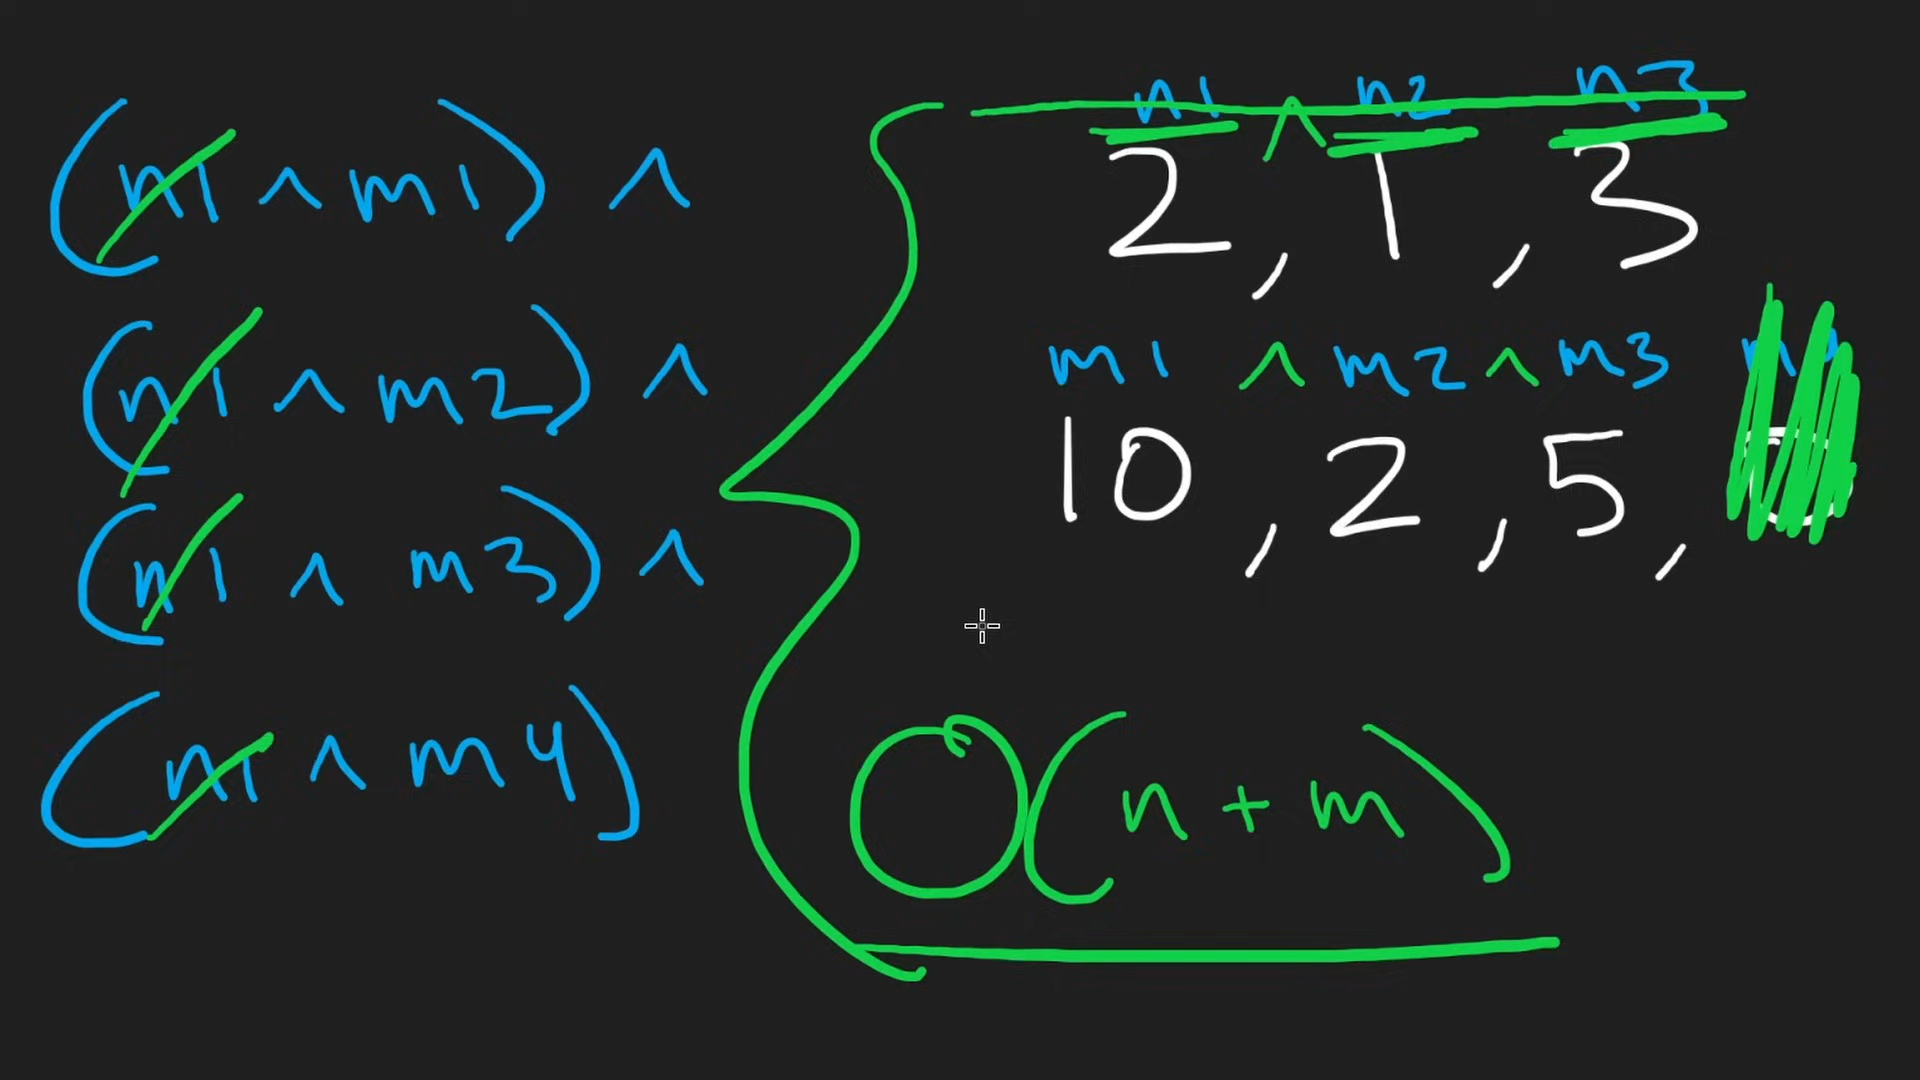 (n1 ^ m1) ^
(n1 ^ m2) ^
(n1 ^ m3) ^
(n1 ^ m4)
n1 ^ n2 n3
2, 1, 3
m1 ^ m2 ^ m3
10, 2, 5,
O(n + m)